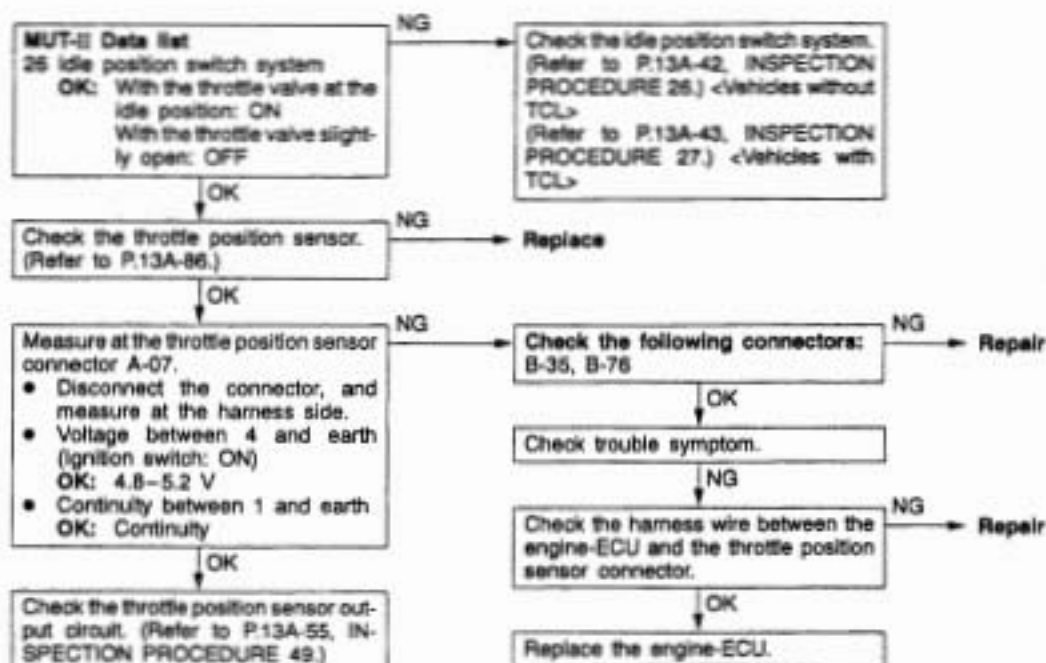 MUT-II Data list
26 Idle position switch system
OK: With the throttle valve at the
idle position: ON
With the throttle valve slight-
ly open: OFF
NG
Check the idle position switch system.
(Refer to P.13A-42, INSPECTION
PROCEDURE 26.) <Vehicles without
TCL>
(Refer to P.13A-43, INSPECTION
PROCEDURE 27.) <Vehicles with
TCL>
OK
Check the throttle position sensor.
(Refer to P.13A-86.)
NG
Replace
OK
Measure at the throttle position sensor
connector A-07.
● Disconnect the connector, and
measure at the harness side.
● Voltage between 4 and earth
(Ignition switch: ON)
OK: 4.8–5.2 V
● Continuity between 1 and earth
OK: Continuity
NG
Check the following connectors:
B-35, B-76
NG
Repair
OK
Check trouble symptom.
NG
Check the harness wire between the
engine-ECU and the throttle position
sensor connector.
NG
Repair
OK
Replace the engine-ECU.
OK
Check the throttle position sensor out-
put circuit. (Refer to P.13A-55, IN-
SPECTION PROCEDURE 49.)